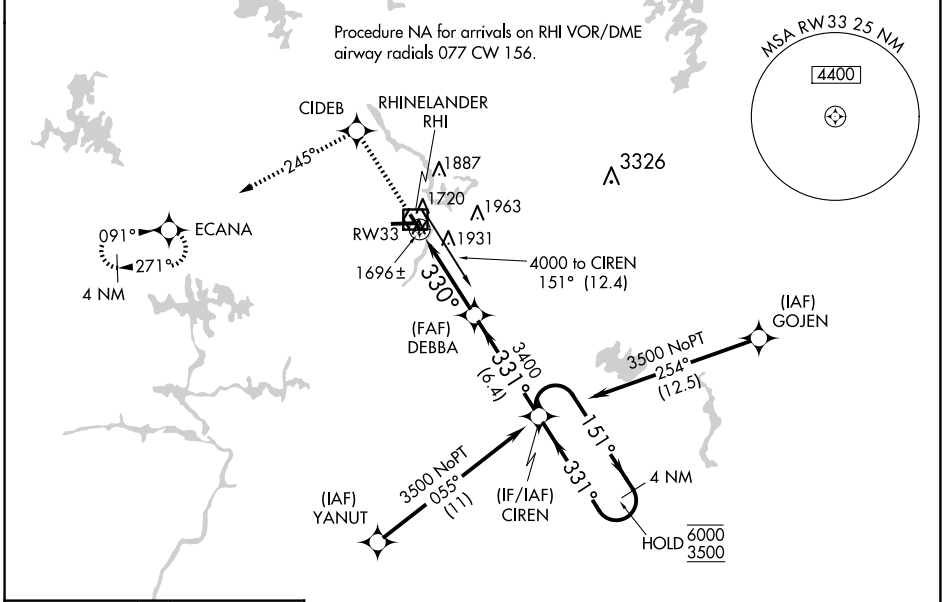 Procedure NA for arrivals on RHI VOR/DME
airway radials 077 CW 156.
MSA RW33 25 NM
4400
CIDEB
RHINELANDER
RHI
245°
1887
3326
1720
1963
091°
ECANA
RW33
1931
271°
4 NM
1696±
4000 to CIREN
151° (12.4)
330°
(IAF)
GOJEN
(FAF)
DEBBA
3400
331°
(6.4)
3500 NoPT
254°
(12.5)
151°
331°
4 NM
3500 NoPT
055°
(11)
(IAF)
YANUT
(IF/IAF)
CIREN
HOLD 6000
3500